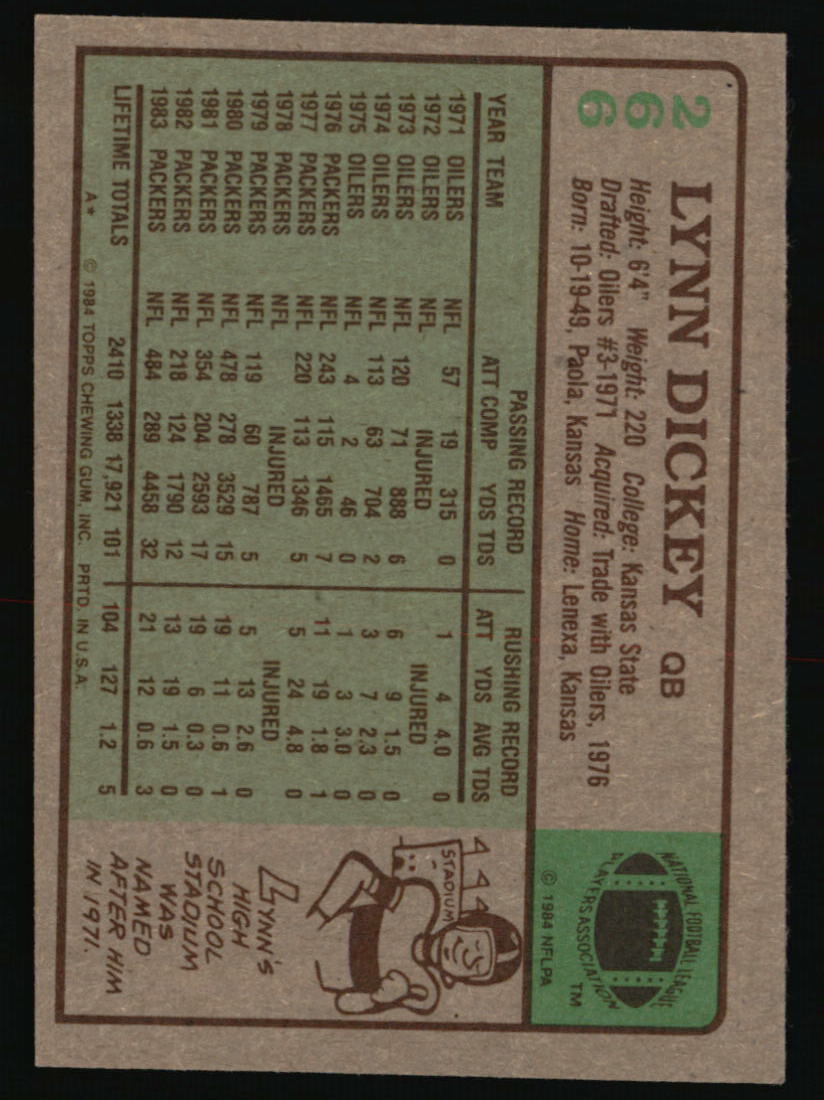 266
LYNN DICKEY QB
Height: 6'4" Weight: 220 College: Kansas State
Drafted: Oilers #3-1971 Acquired: Trade with Oilers, 1976
Born: 10-19-49, Paola, Kansas Home: Lenexa, Kansas
NATIONAL FOOTBALL LEAGUE
PLAYERS ASSOCIATION TM
© 1984 NFLPA
PASSING RECORD RUSHING RECORD
YEAR TEAM ATT COMP YDS TDS ATT YDS AVG TDS
1971 OILERS NFL 57 19 315 0 1 4 4.0 0
1972 OILERS NFL INJURED INJURED
1973 OILERS NFL 120 71 888 6 6 9 1.5 0
1974 OILERS NFL 113 63 704 2 3 7 2.3 0
1975 OILERS NFL 4 2 46 0 1 3 3.0 0
1976 PACKERS NFL 243 115 1465 7 11 19 1.8 1
1977 PACKERS NFL 220 113 1346 5 5 24 4.8 0
1978 PACKERS NFL INJURED INJURED
1979 PACKERS NFL 119 60 787 5 5 13 2.6 0
1980 PACKERS NFL 478 278 3529 15 19 11 0.6 1
1981 PACKERS NFL 354 204 2593 17 19 6 0.3 0
1982 PACKERS NFL 218 124 1790 12 13 19 1.5 0
1983 PACKERS NFL 484 289 4458 32 21 12 0.6 3
LIFETIME TOTALS 2410 1338 17,921 101 104 127 1.2 5
A* © 1984 TOPPS CHEWING GUM, INC. PRTD. IN U.S.A.
STADIUM
LYNN'S
HIGH
SCHOOL
STADIUM
WAS
NAMED
AFTER HIM
IN 1971.